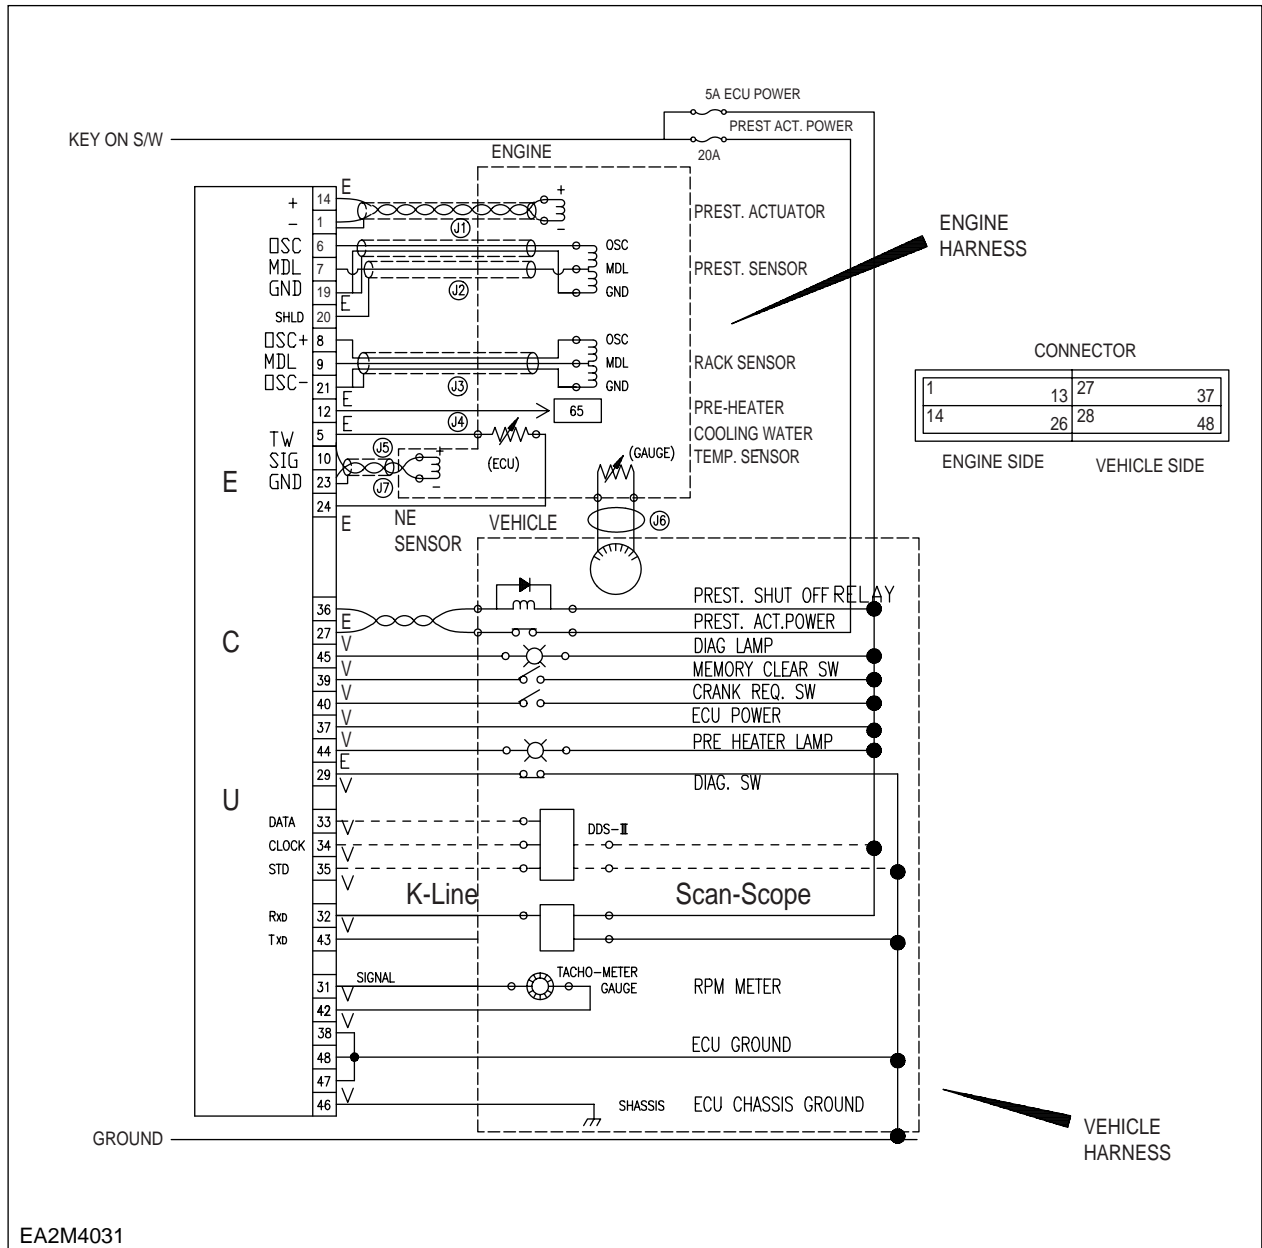 5A ECU POWER
PREST ACT. POWER
KEY ON S/W
20A
ENGINE
E
+ 14
PREST. ACTUATOR
+
- 1
-
J1
ENGINE
HARNESS
OSC 6
OSC
MDL 7
MDL
PREST. SENSOR
GND 19
GND
J2
E
SHLD 20
OSC+ 8
OSC
CONNECTOR
MDL 9
MDL
RACK SENSOR
OSC- 21
GND
J3
1 13 27 37
14 26 28 48
ENGINE SIDE VEHICLE SIDE
E
12
65
PRE-HEATER
E
J4
TW 5
COOLING WATER
TEMP. SENSOR
SIG 10
J5
+
(ECU)
(GAUGE)
GND 23
J7
-
E
24
E
NE
SENSOR
VEHICLE
J6
PREST. SHUT OFF RELAY
36
E
PREST. ACT.POWER
27
V
DIAG LAMP
45
V
MEMORY CLEAR SW
C
39
V
CRANK REQ. SW
40
V
ECU POWER
37
V
PRE HEATER LAMP
44
E
29
V
DIAG. SW
U
DATA 33
V
DDS-II
CLOCK 34
V
STD 35
V
K-Line
Scan-Scope
RxD 32
V
TxD 43
SIGNAL
TACHO-METER
GAUGE
31
V
RPM METER
42
V
38
48
ECU GROUND
47
V
46
SHASSIS
ECU CHASSIS GROUND
GROUND
VEHICLE
HARNESS
EA2M4031